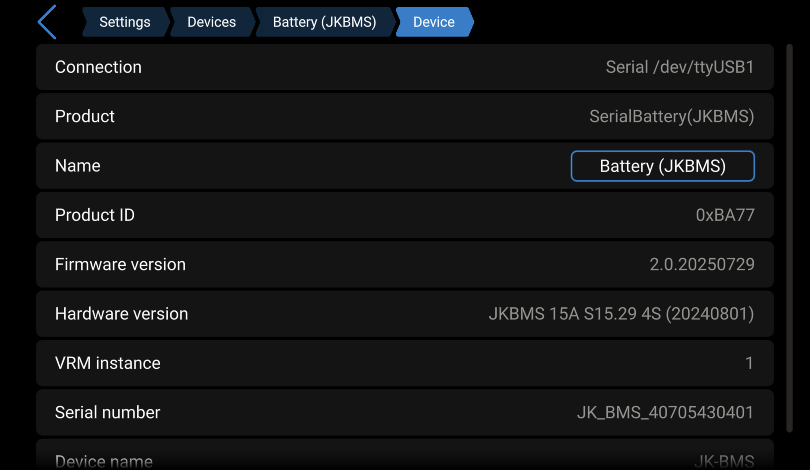 Settings Devices Battery (JKBMS) Device
Connection Serial /dev/ttyUSB1
Product SerialBattery(JKBMS)
Name Battery (JKBMS)
Product ID 0xBA77
Firmware version 2.0.20250729
Hardware version JKBMS 15A S15.29 4S (20240801)
VRM instance 1
Serial number JK_BMS_40705430401
Device name JK-BMS